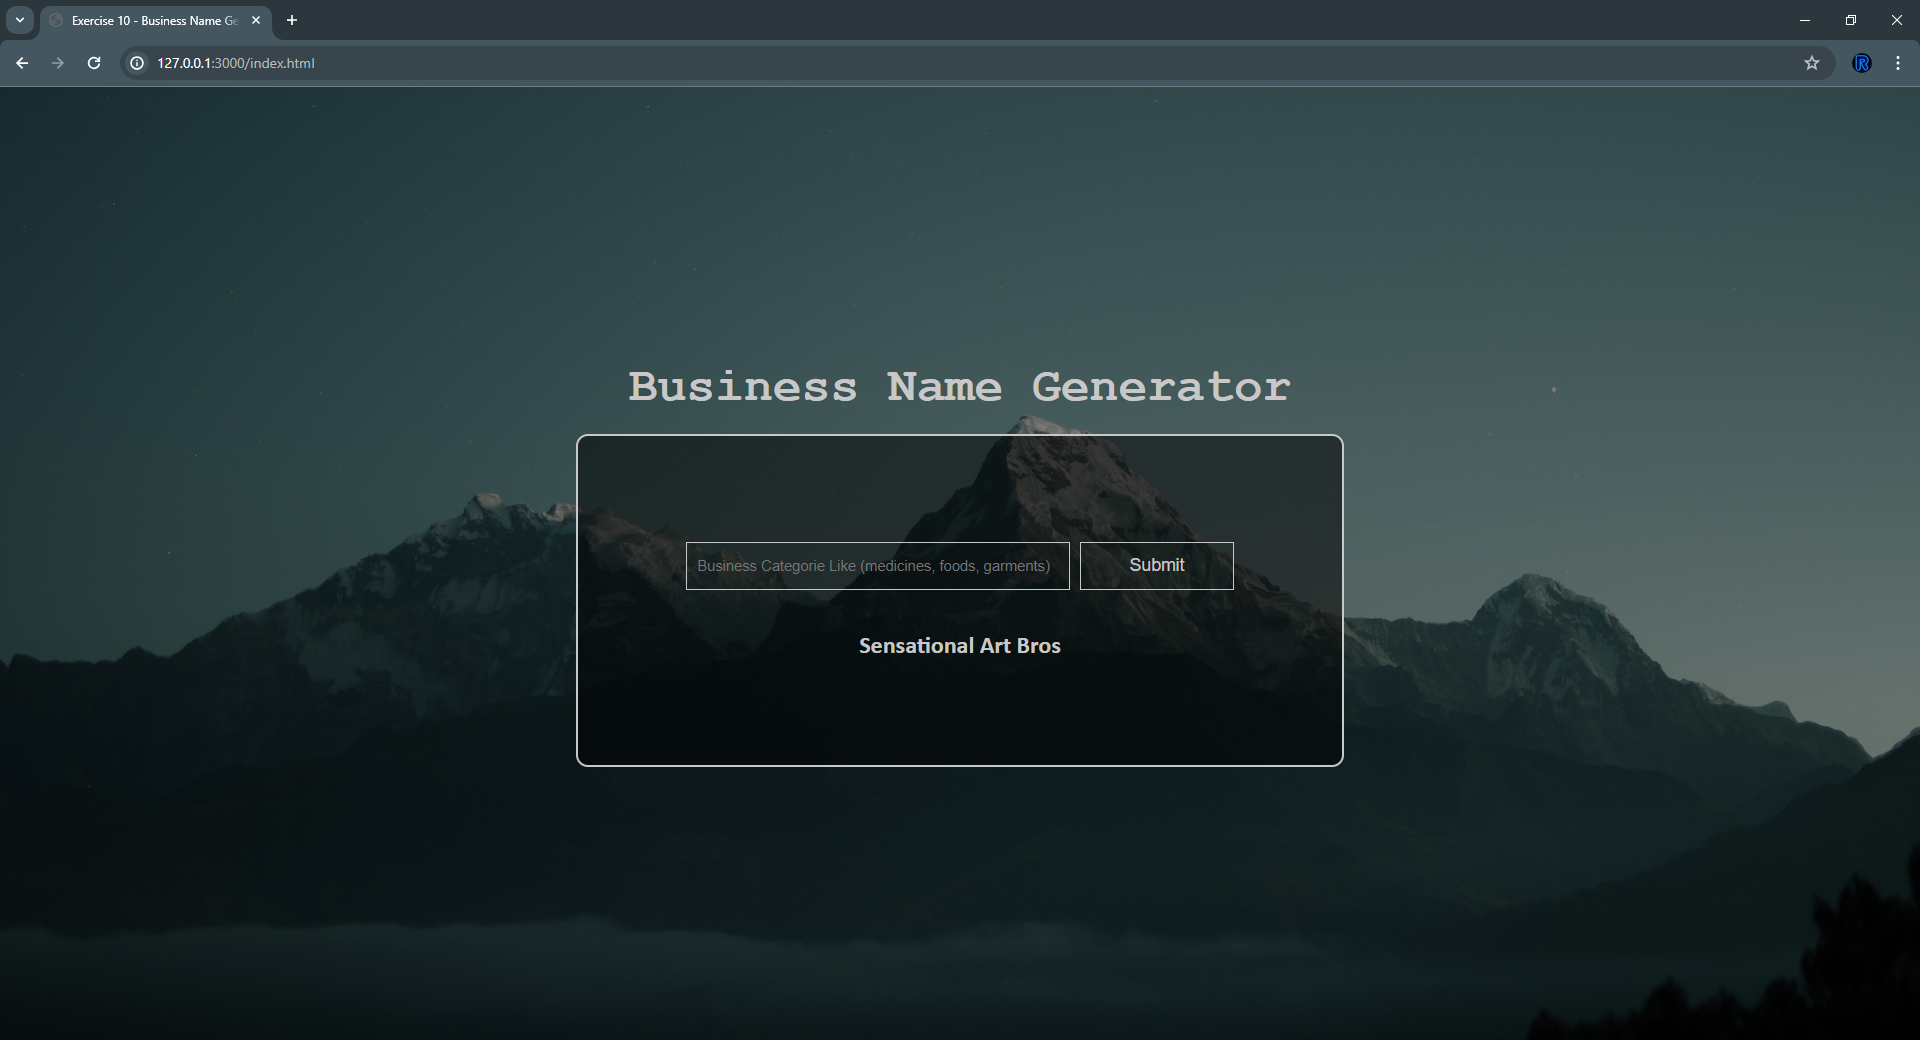 Exercise 10 - Business Name Ge
127.0.0.1:3000/index.html
R
Business Name Generator
Business Categorie Like (medicines, foods, garments)
Submit
Sensational Art Bros